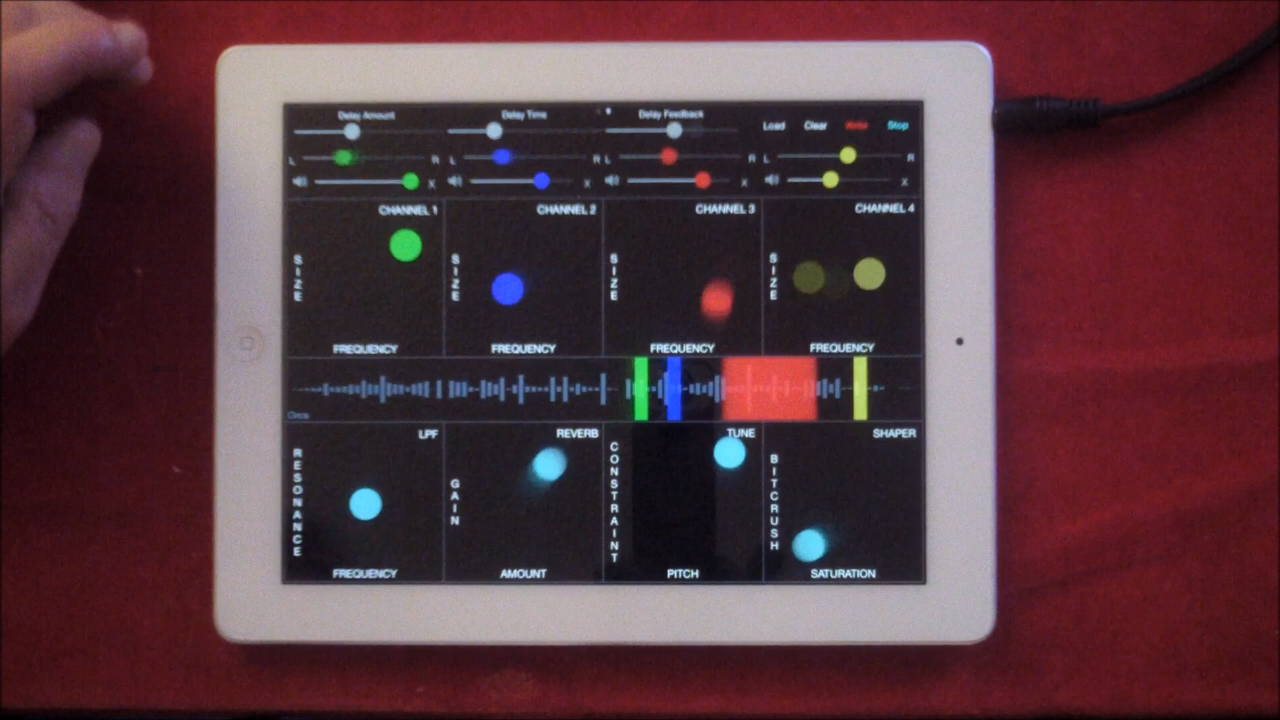 Delay Amount
Delay Time
Delay Feedback
Load Clear Write Stop
L R L R L R L R
X X X X
CHANNEL 1
CHANNEL 2
CHANNEL 3
CHANNEL 4
SIZE
SIZE
SIZE
SIZE
FREQUENCY
FREQUENCY
FREQUENCY
FREQUENCY
LPF
REVERB
TUNE
SHAPER
RESONANCE
GAIN
CONSTRAINT
BITCRUSH
FREQUENCY
AMOUNT
PITCH
SATURATION